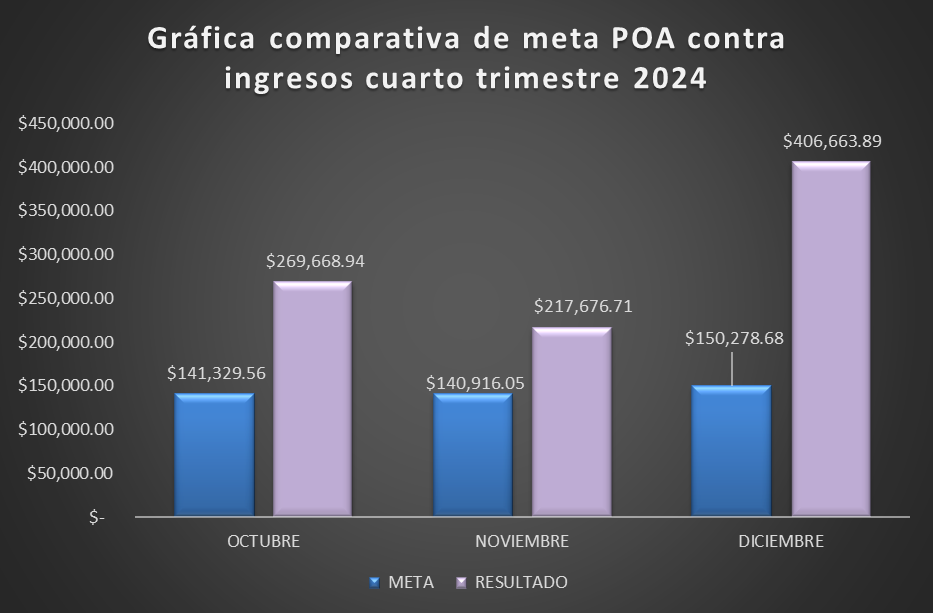 Gráfica comparativa de meta POA contra
ingresos cuarto trimestre 2024
$450,000.00
$400,000.00
$350,000.00
$300,000.00
$250,000.00
$200,000.00
$150,000.00
$100,000.00
$50,000.00
$-
$141,329.56
$269,668.94
$140,916.05
$217,676.71
$150,278.68
$406,663.89
OCTUBRE
NOVIEMBRE
DICIEMBRE
META
RESULTADO